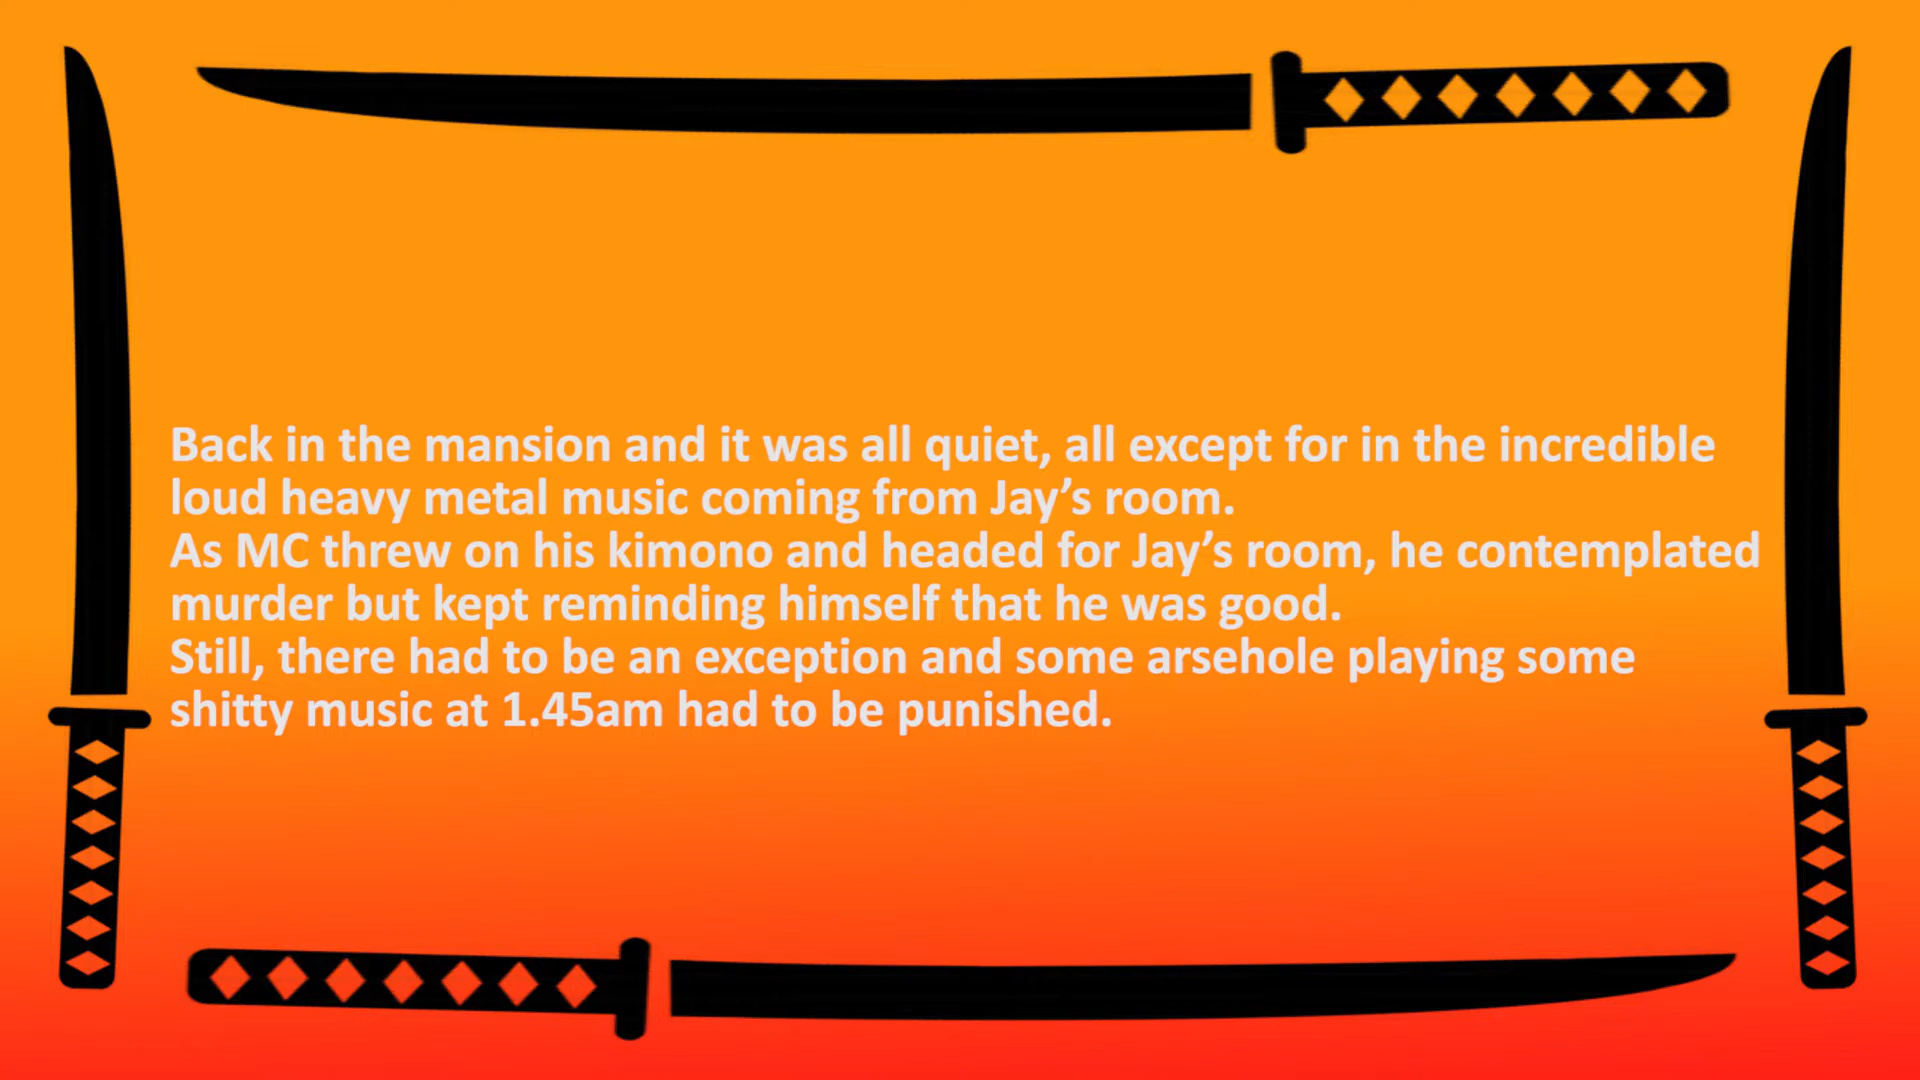 Back in the mansion and it was all quiet, all except for in the incredible
loud heavy metal music coming from Jay’s room.
As MC threw on his kimono and headed for Jay’s room, he contemplated
murder but kept reminding himself that he was good.
Still, there had to be an exception and some arsehole playing some
shitty music at 1.45am had to be punished.